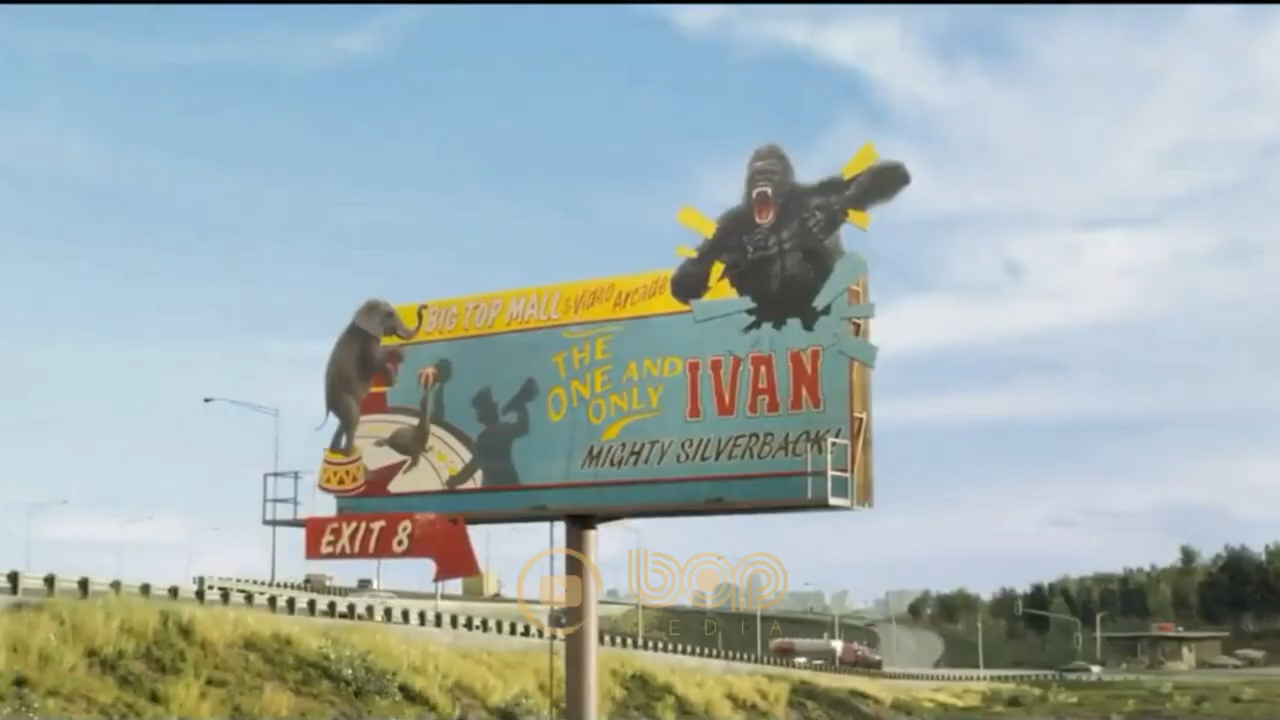 BIG TOP MALL & Video Arcade
THE
ONE AND
ONLY
IVAN
MIGHTY SILVERBACK!
EXIT 8
bop
MEDIA